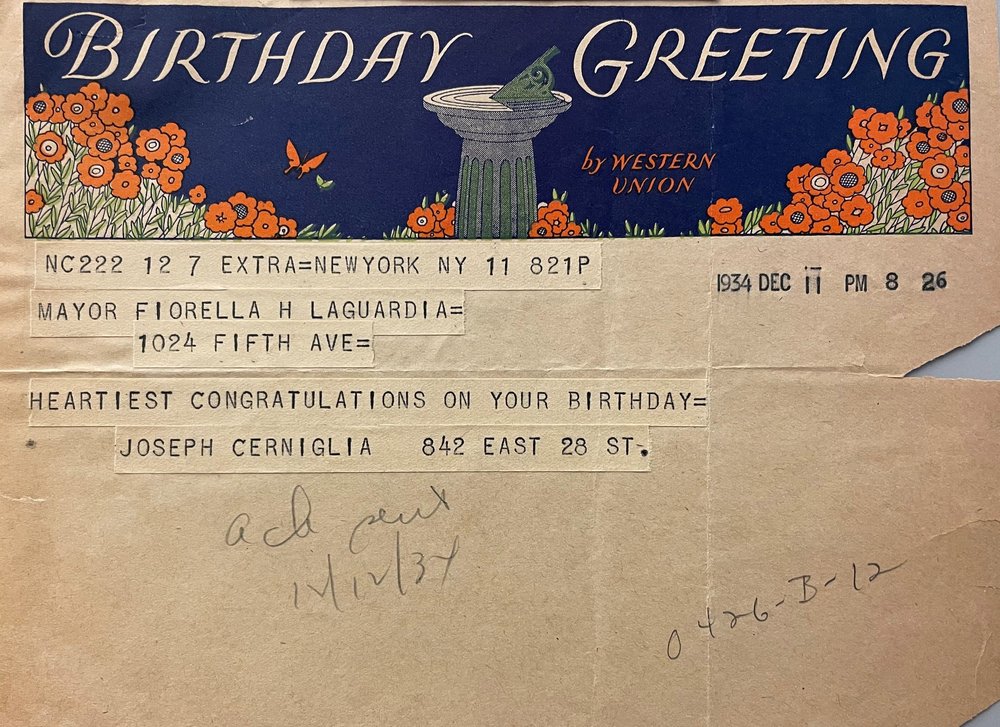 BIRTHDAY GREETING
by WESTERN UNION
NC222 12 7 EXTRA=NEWYORK NY 11 821P
1934 DEC 11 PM 8 26
MAYOR FIORELLA H LAGUARDIA=
1024 FIFTH AVE=
HEARTIEST CONGRATULATIONS ON YOUR BIRTHDAY=
JOSEPH CERNIGLIA 842 EAST 28 ST.
ack sent
12/12/34
0426-B-12